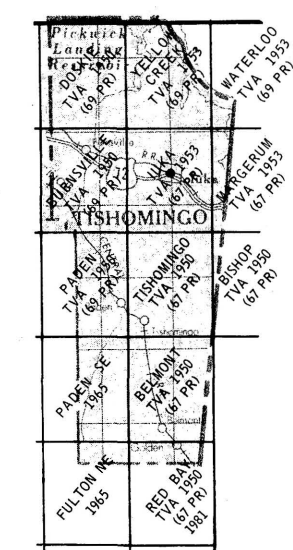 Pickwick
Landing
YELLOW
CREEK
TVA 1953
(69 PR)
WATERLOO
TVA 1953
(69 PR)
TVA
(69 PR)
BURNSVILLE
TVA 1950
(69 PR)
IUKA
TVA 1953
(67 PR)
MARGERUM
TVA 1953
(67 PR)
TISHOMINGO
PADEN
TVA 1950
(69 PR)
TISHOMINGO
TVA 1950
(67 PR)
BISHOP
TVA 1950
(67 PR)
Tishomingo
PADEN SE
1965
BELMONT
TVA 1950
(67 PR)
Golden
FULTON NE
1965
RED BAY
TVA 1950
(67 PR)
1981